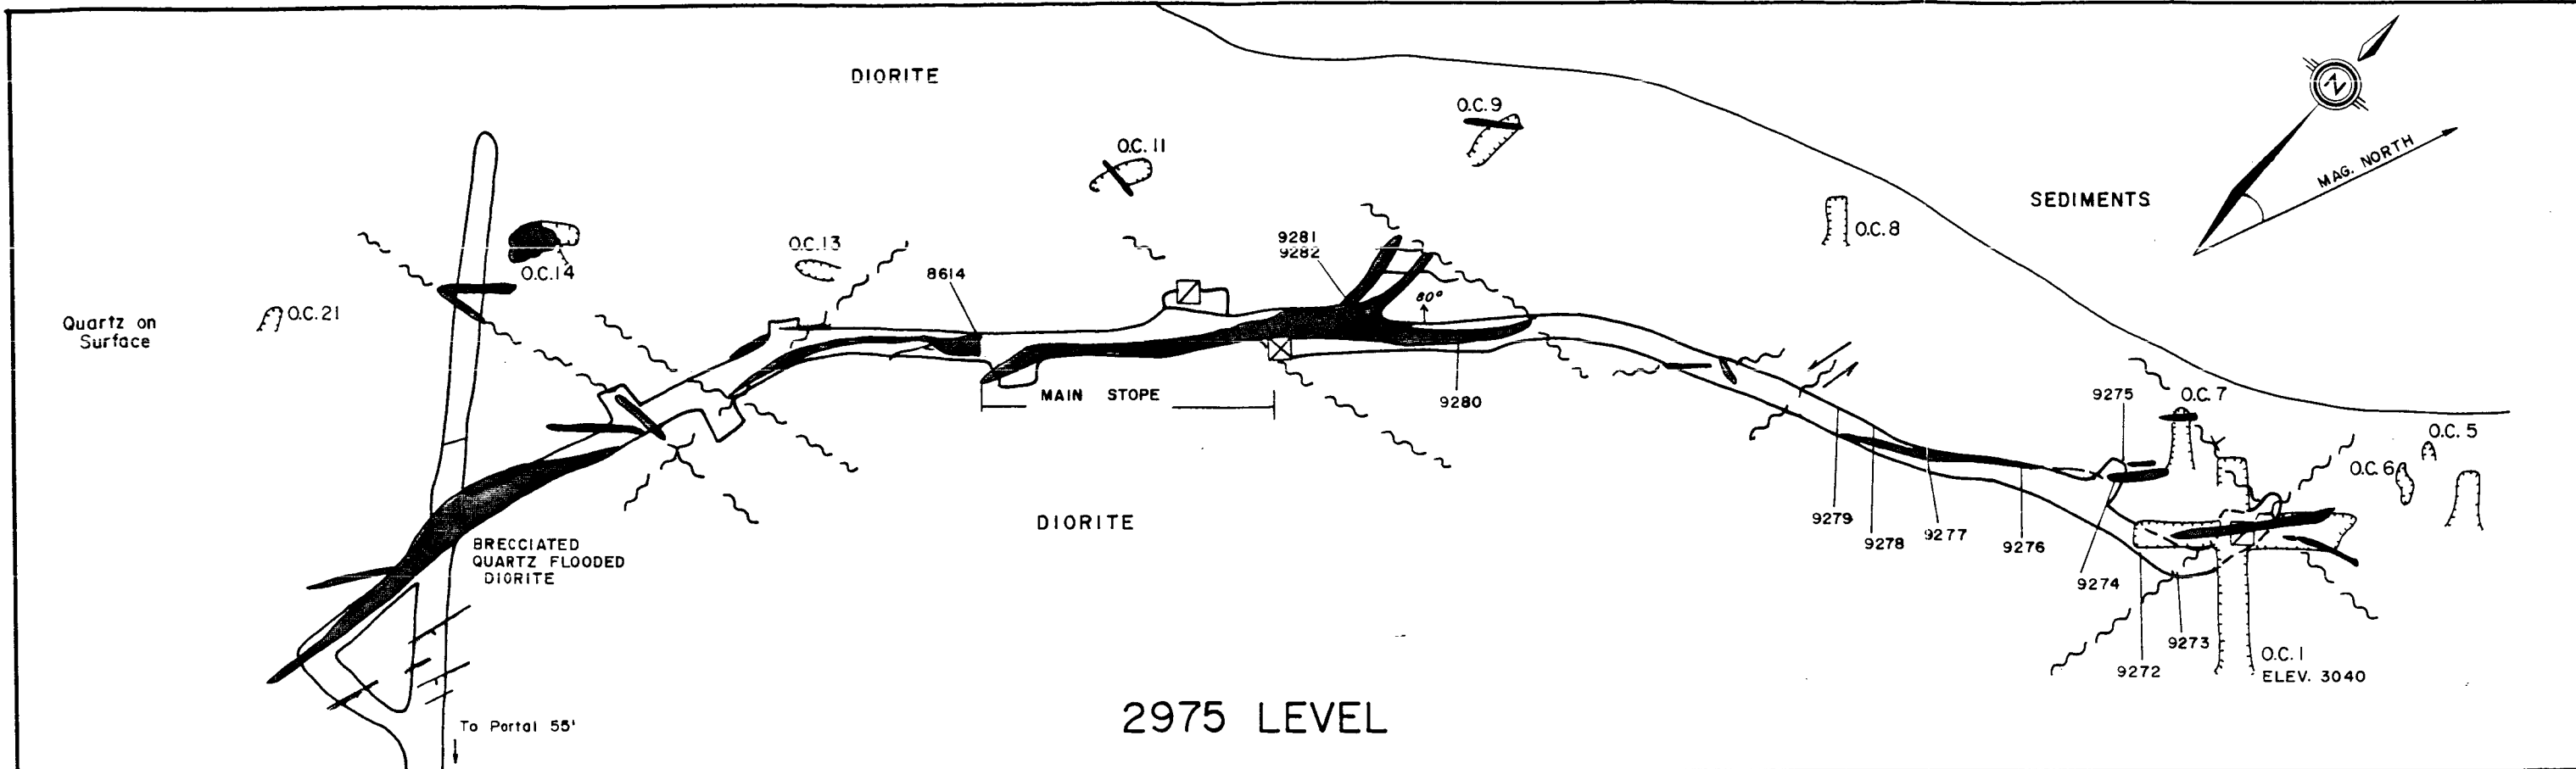 DIORITE
O.C. 9
O.C. 11
N
MAG. NORTH
SEDIMENTS
O.C. 8
9281
9282
O.C. 13
8614
O.C. 14
O.C. 21
Quartz on
Surface
80°
MAIN STOPE
9280
9275
O.C. 7
O.C. 5
O.C. 6
9279
9278
9277
9276
9274
DIORITE
BRECCIATED
QUARTZ FLOODED
DIORITE
9273
9272
O.C. 1
ELEV. 3040
2975 LEVEL
To Portal 55'